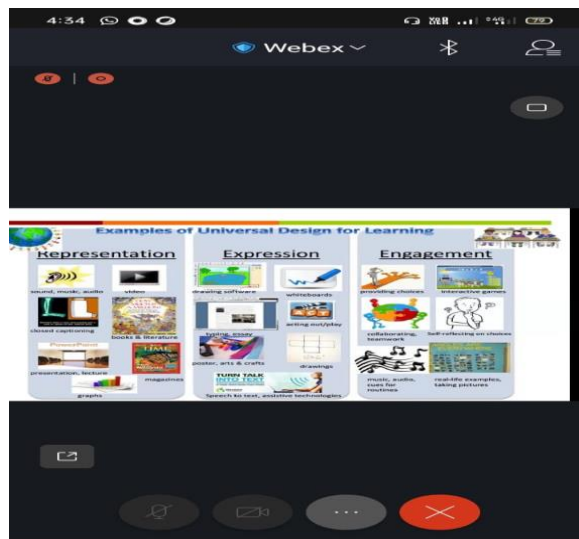 4:34
79
Webex
Examples of Universal Design for Learning
Representation
sound, music, audio
video
closed captioning
books & literature
PowerPoint
presentation, lecture
TIME
magazines
graphs
Expression
drawing software
whiteboards
typing, essay
acting out/play
poster, arts & crafts
drawings
TURN TALK
INTO TEXT
Speech to text, assistive technologies
Engagement
providing choices
interactive games
collaborating,
teamwork
Self-reflecting on choices
music, audio,
cues for
routines
real-life examples,
taking pictures